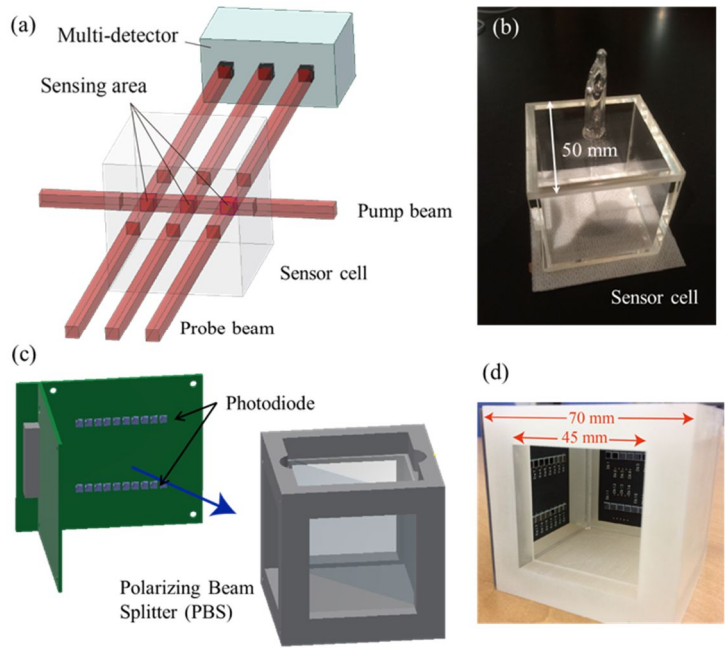 (a)
Multi-detector
Sensing area
Pump beam
Sensor cell
Probe beam
(b)
50 mm
Sensor cell
(c)
Photodiode
Polarizing Beam
Splitter (PBS)
(d)
70 mm
45 mm